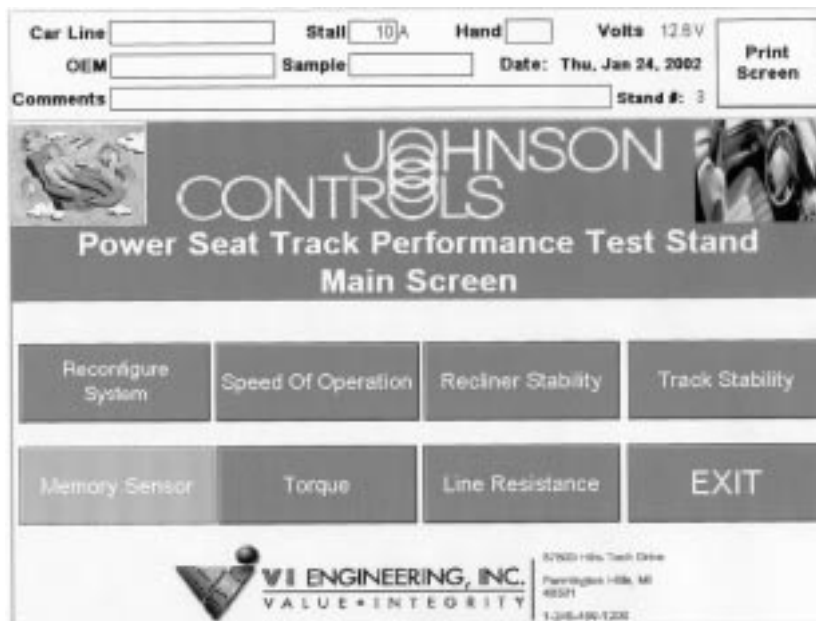 Car Line Stall 10 A Hand Volts 12.8 V
OEM Sample Date: Thu, Jan 24, 2002
Print
Screen
Comments Stand #: 3
JOHNSON
CONTROLS
Power Seat Track Performance Test Stand
Main Screen
Reconfigure
System
Speed Of Operation
Recliner Stability
Track Stability
Memory Sensor
Torque
Line Resistance
EXIT
VI ENGINEERING, INC.
VALUE • INTEGRITY
Hills, MI